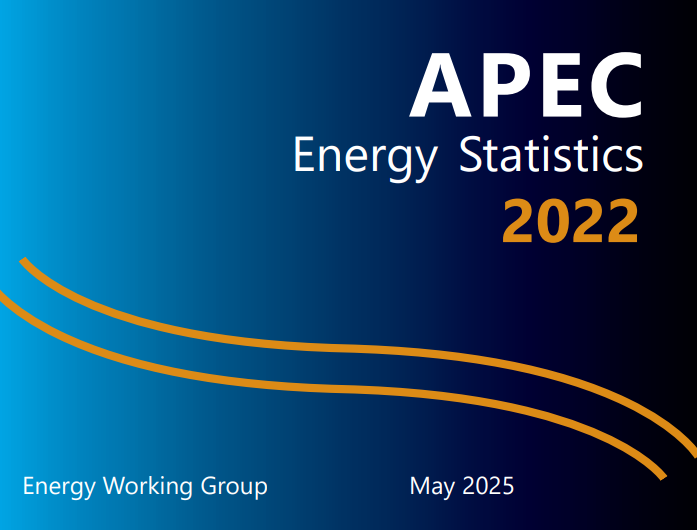 APEC
Energy Statistics
2022
Energy Working Group
May 2025